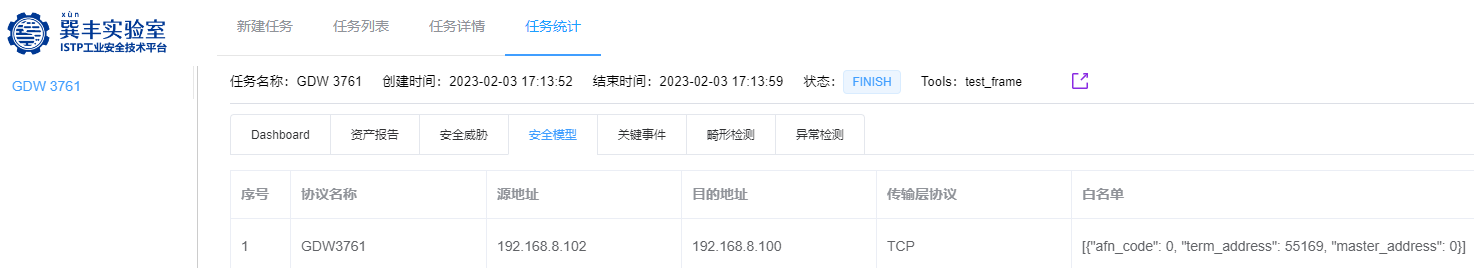 xùn
巽丰实验室
ISTP工业安全技术平台
新建任务 任务列表 任务详情 任务统计
GDW 3761
任务名称：GDW 3761 创建时间：2023-02-03 17:13:52 结束时间：2023-02-03 17:13:59 状态： FINISH Tools：test_frame
Dashboard 资产报告 安全威胁 安全模型 关键事件 畸形检测 异常检测
序号 协议名称 源地址 目的地址 传输层协议 白名单
1 GDW3761 192.168.8.102 192.168.8.100 TCP [{"afn_code": 0, "term_address": 55169, "master_address": 0}]